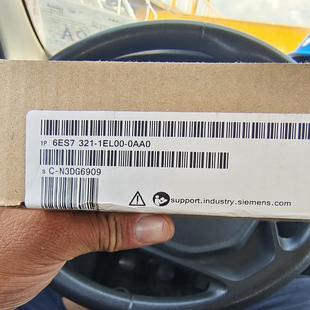 1P 6ES7 321-1EL00-0AA0
S C-N3DG6909
support.industry.siemens.com